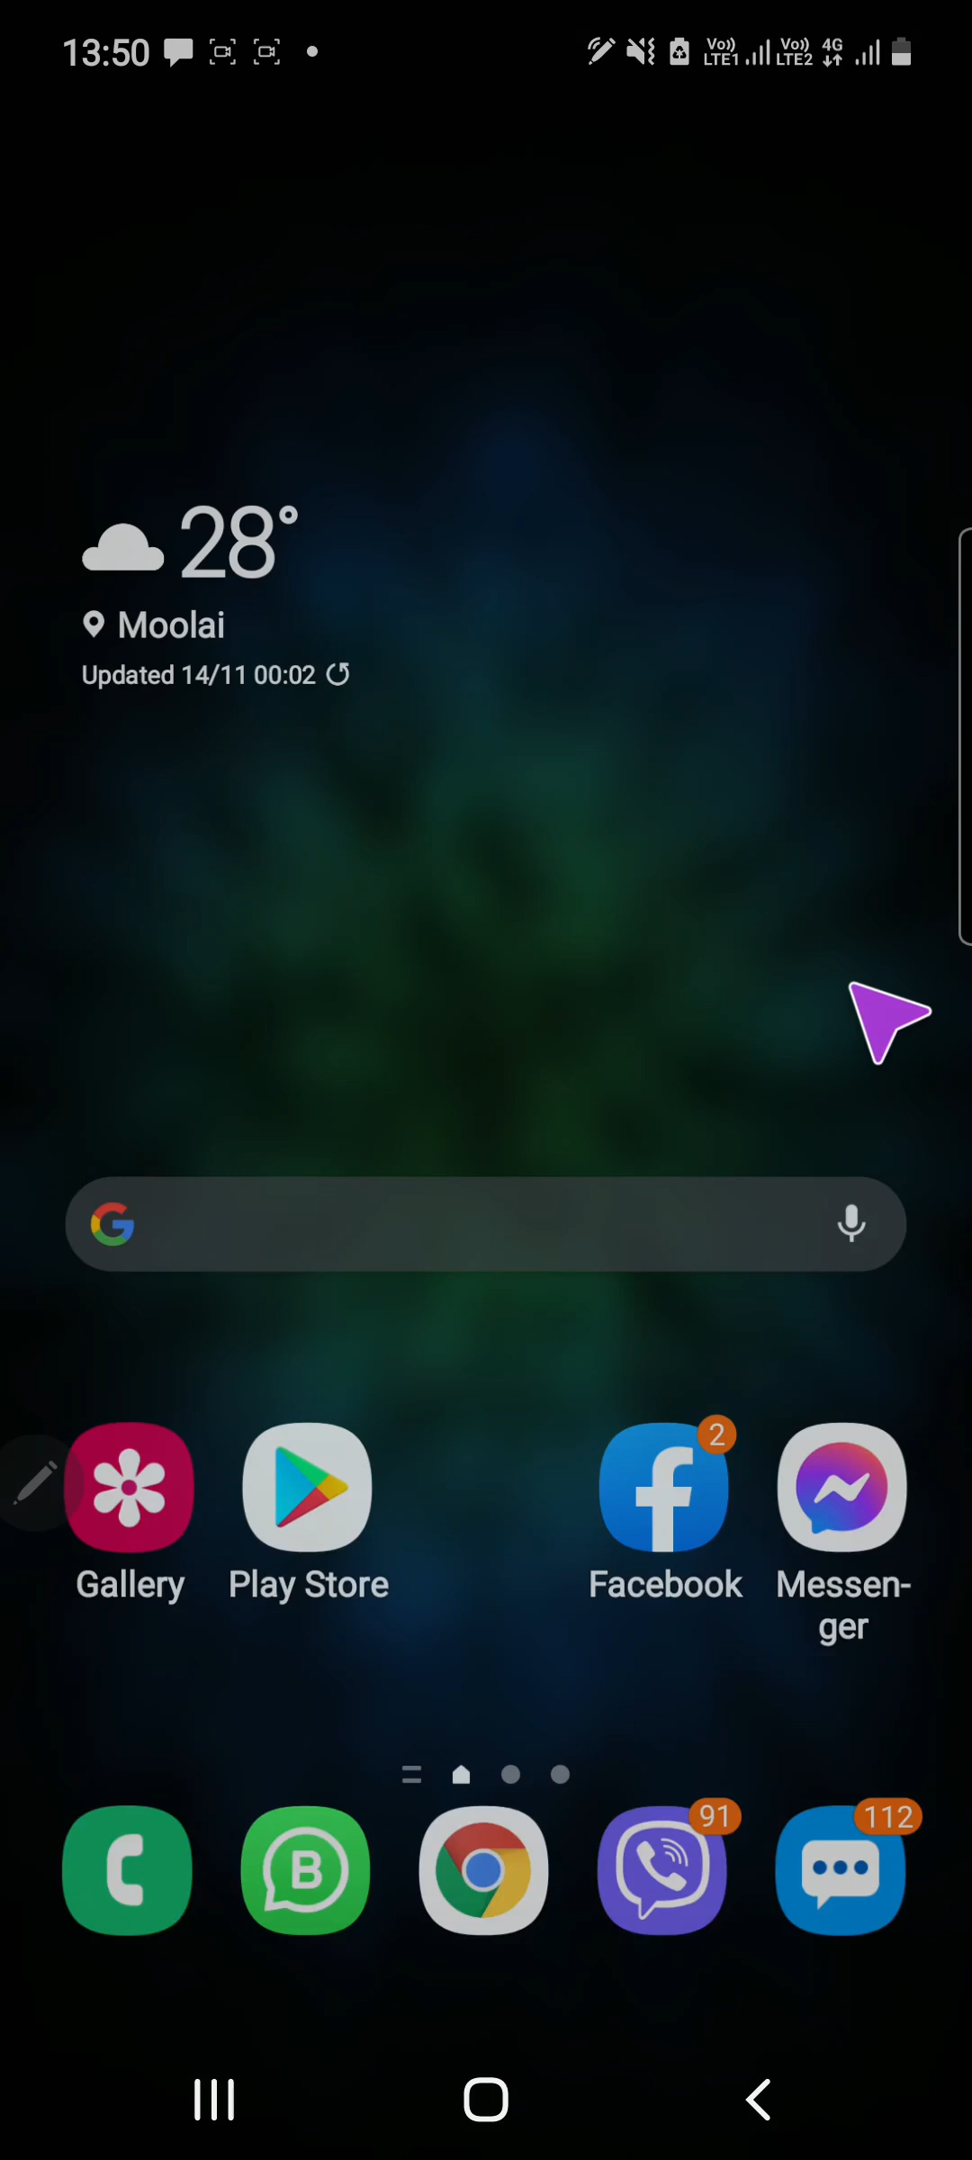 13:50
Vo)) LTE1 Vo)) LTE2 4G
28°
Moolai
Updated 14/11 00:02
G
2
Gallery Play Store Facebook Messen-
ger
91 112
B